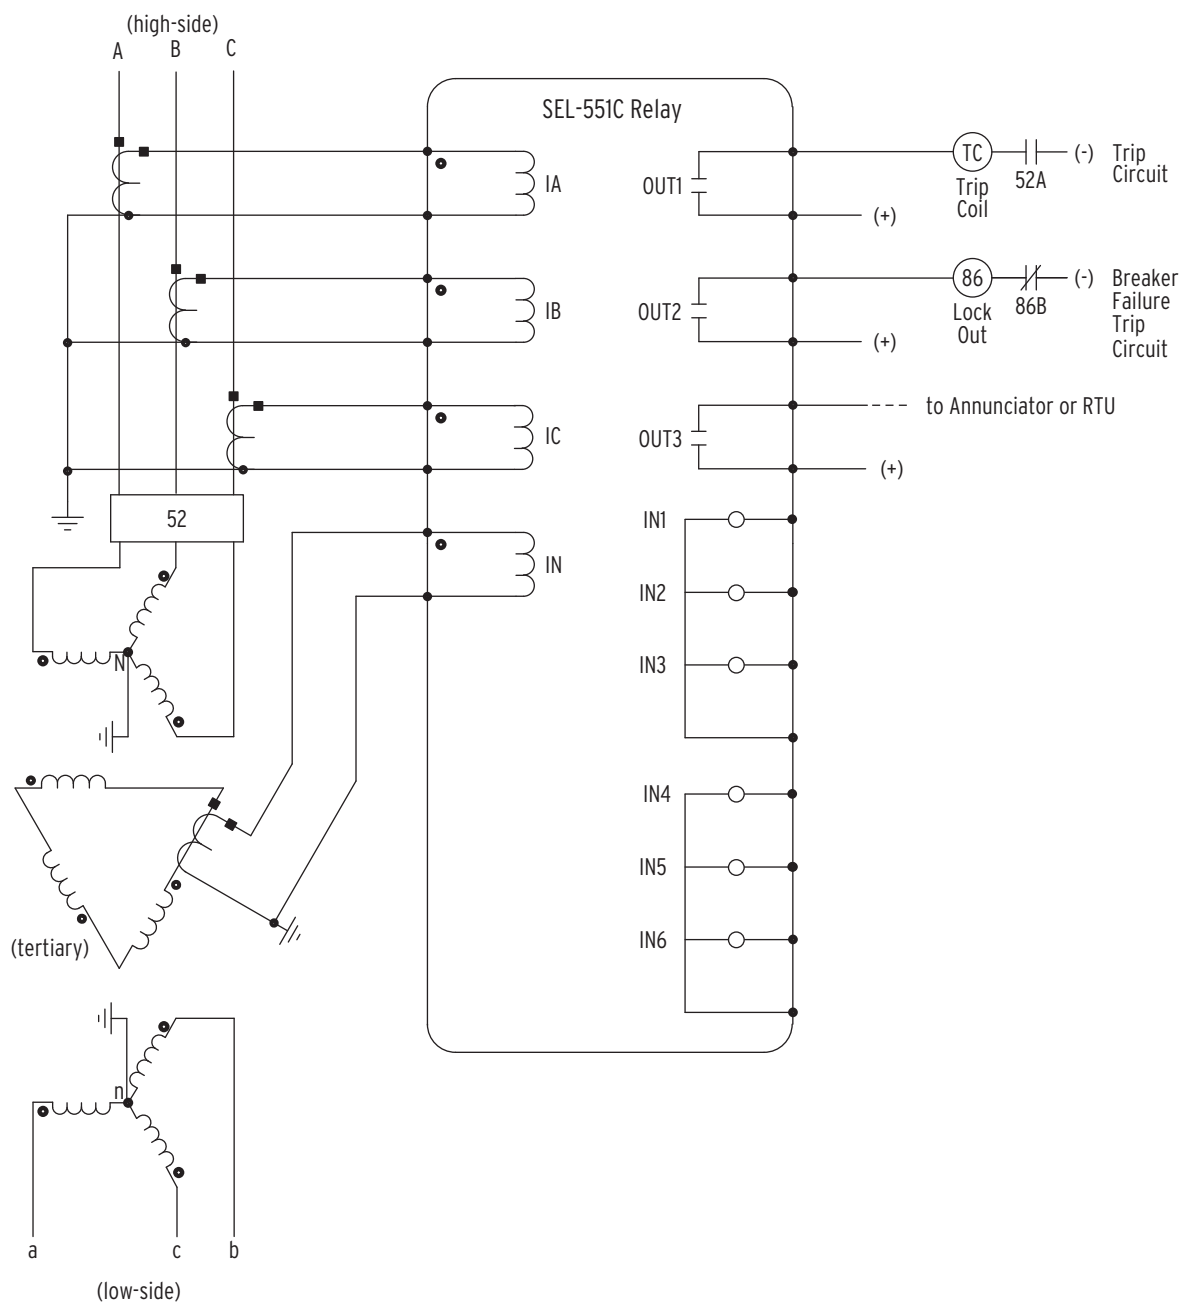 (high-side)
A B C
SEL-551C Relay
IA
OUT1
TC
Trip
Coil
52A
(-)
Trip
Circuit
(+)
IB
OUT2
86
Lock
Out
86B
(-)
Breaker
Failure
Trip
Circuit
(+)
IC
OUT3
to Annunciator or RTU
(+)
52
IN
IN1
IN2
IN3
N
IN4
IN5
IN6
(tertiary)
n
a c b
(low-side)